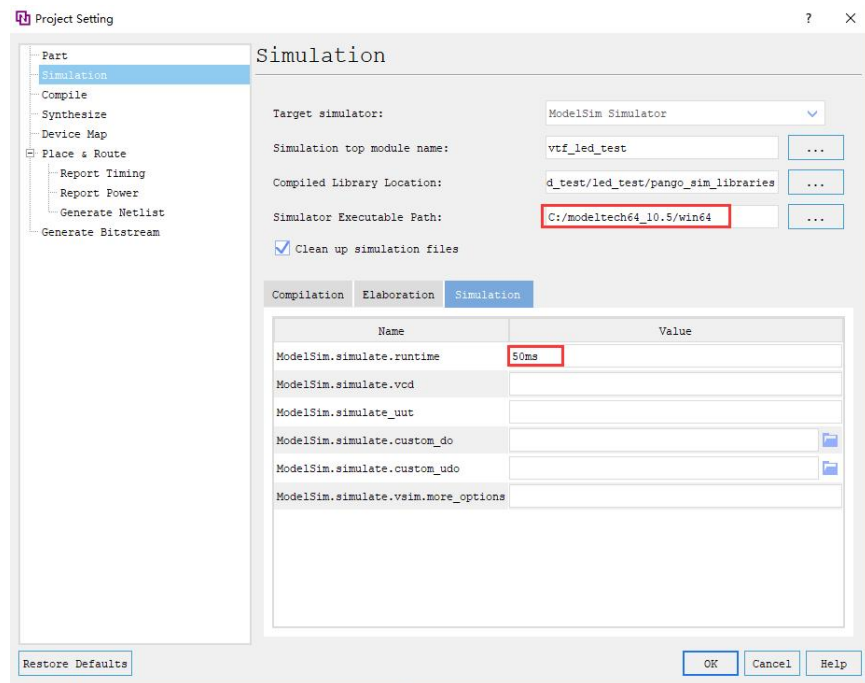 Project Setting
Part
Simulation
Compile
Synthesize
Device Map
Place & Route
Report Timing
Report Power
Generate Netlist
Generate Bitstream
Simulation
Target simulator: ModelSim Simulator
Simulation top module name: vtf_led_test ...
Compiled Library Location: d_test/led_test/pango_sim_libraries ...
Simulator Executable Path: C:/modeltech64_10.5/win64 ...
Clean up simulation files
Compilation Elaboration Simulation
Name Value
ModelSim.simulate.runtime 50ms
ModelSim.simulate.vcd
ModelSim.simulate_uut
ModelSim.simulate.custom_do
ModelSim.simulate.custom_udo
ModelSim.simulate.vsim.more_options
Restore Defaults OK Cancel Help